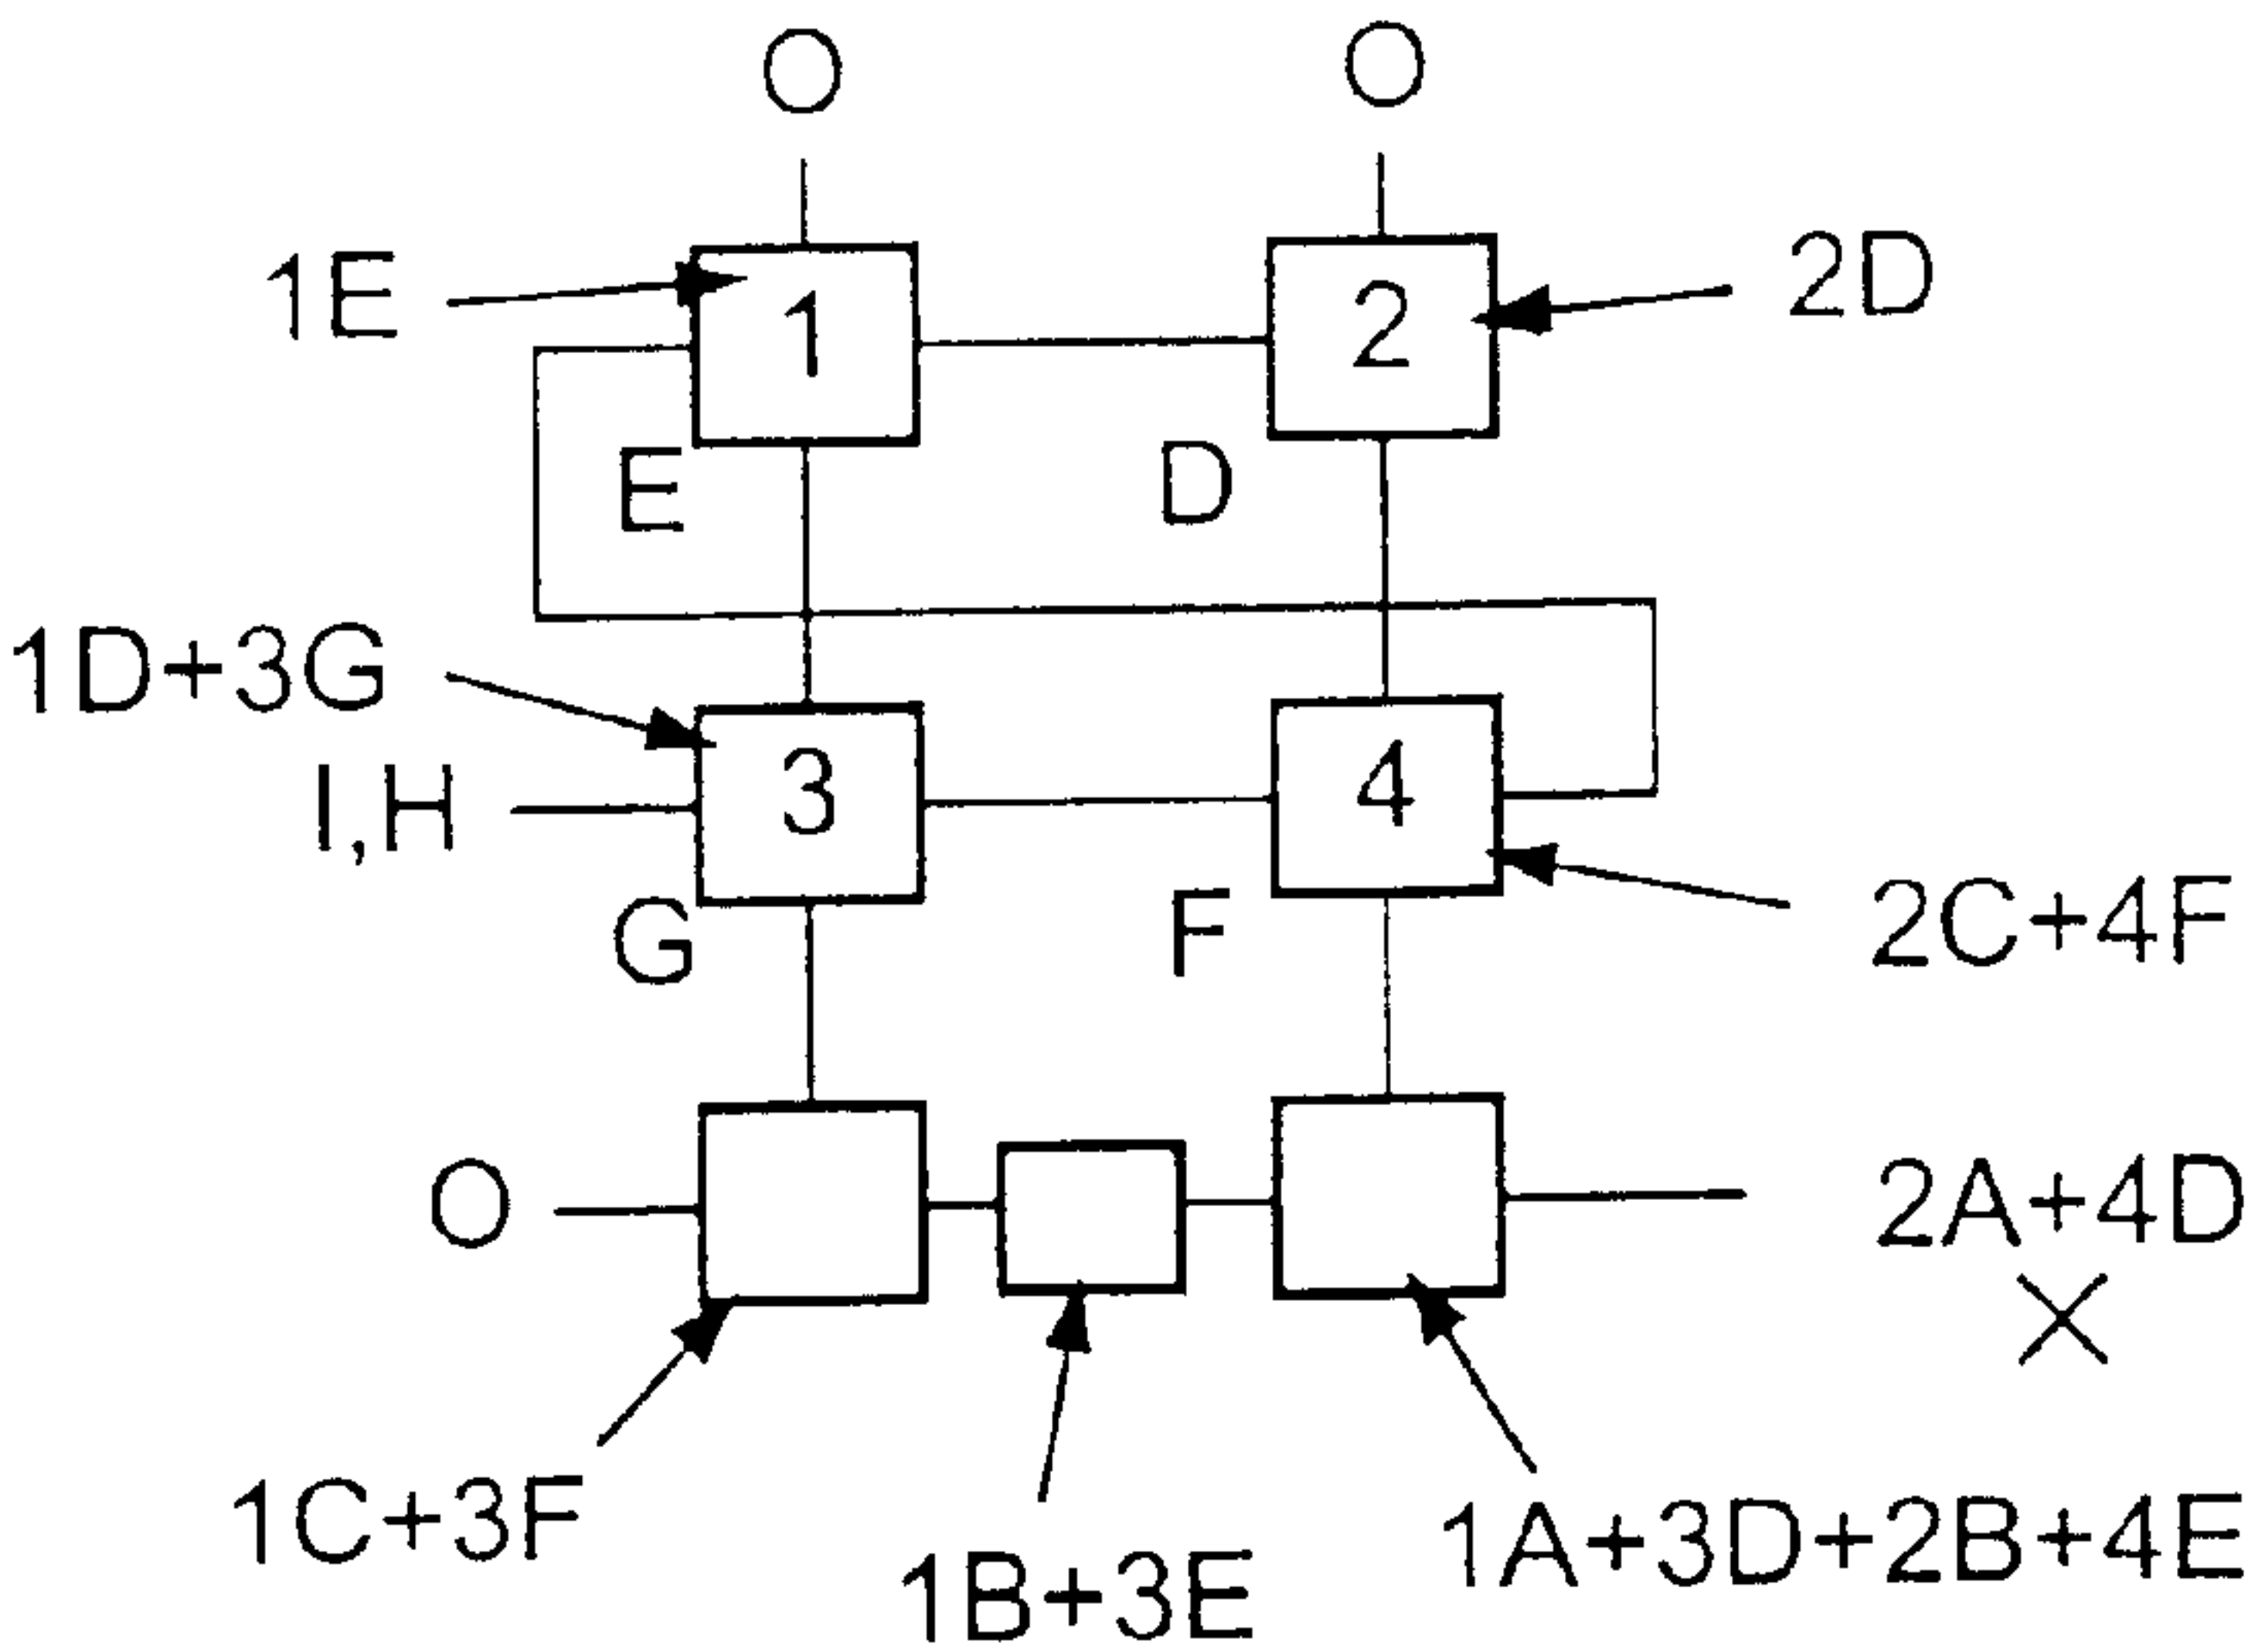 O O
1E 1 2 2D
E D
1D+3G
I,H 3 4
G F 2C+4F
O 2A+4D
X
1C+3F 1B+3E 1A+3D+2B+4E